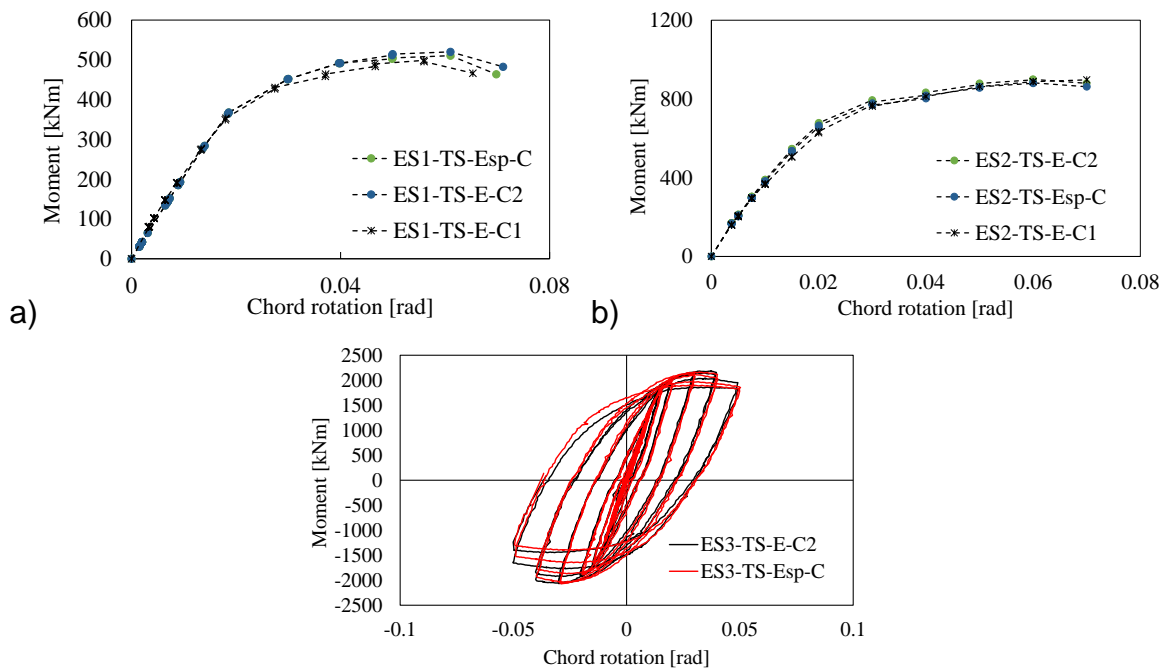 600
500
400
300
200
100
0
Moment [kNm]
0
0.04
0.08
Chord rotation [rad]
ES1-TS-Esp-C
ES1-TS-E-C2
ES1-TS-E-C1
a)
1200
800
400
0
Moment [kNm]
0
0.02
0.04
0.06
0.08
Chord rotation [rad]
ES2-TS-E-C2
ES2-TS-Esp-C
ES2-TS-E-C1
b)
2500
2000
1500
1000
500
0
-500
-1000
-1500
-2000
-2500
Moment [kNm]
-0.1
-0.05
0
0.05
0.1
Chord rotation [rad]
ES3-TS-E-C2
ES3-TS-Esp-C